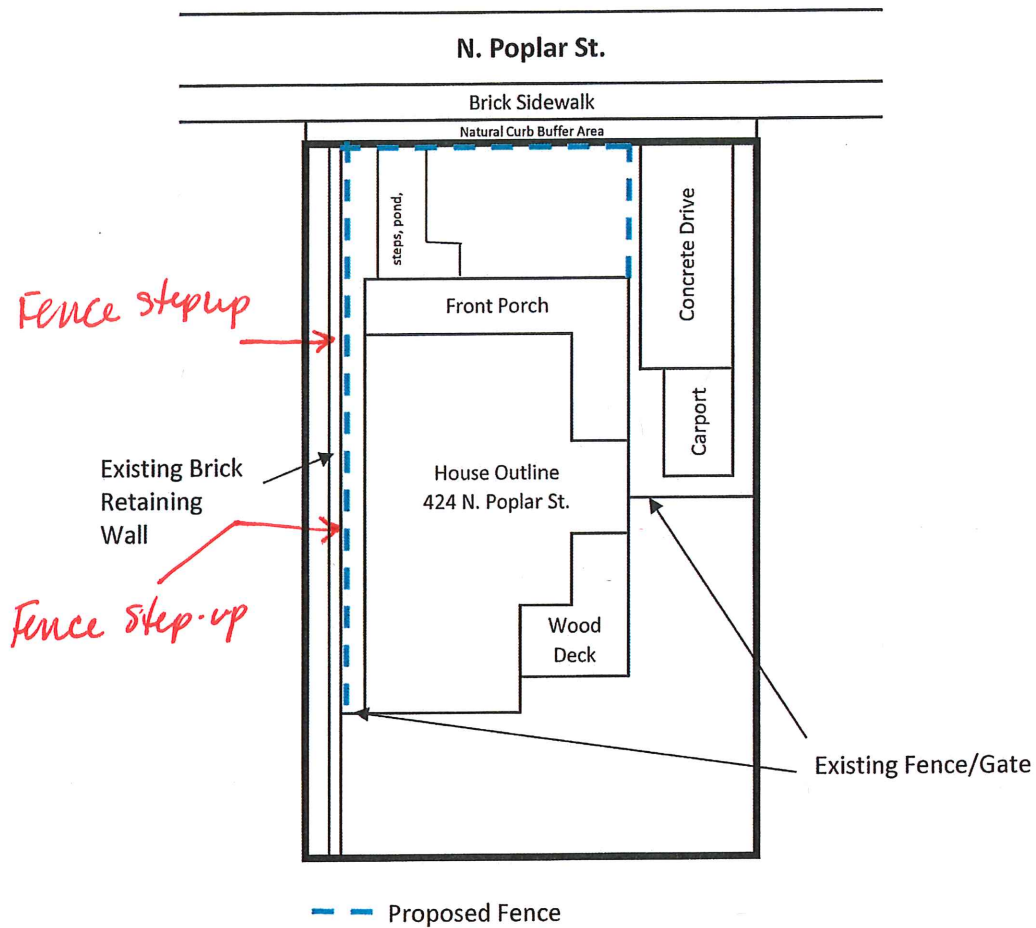 N. Poplar St.
Brick Sidewalk
Natural Curb Buffer Area
steps, pond,
Concrete Drive
Fence stepup
Front Porch
Carport
Existing Brick
Retaining
Wall
House Outline
424 N. Poplar St.
Fence Step-up
Wood
Deck
Existing Fence/Gate
Proposed Fence